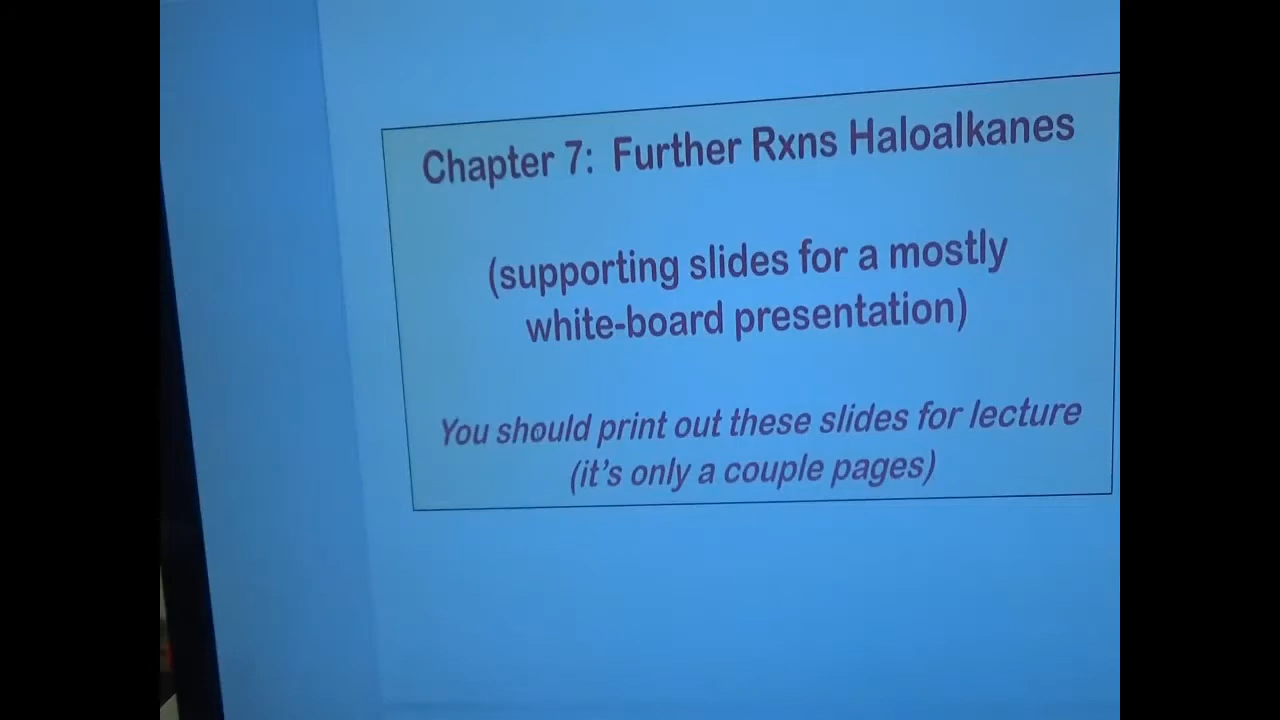 Chapter 7: Further Rxns Haloalkanes
(supporting slides for a mostly
white-board presentation)
You should print out these slides for lecture
(it's only a couple pages)